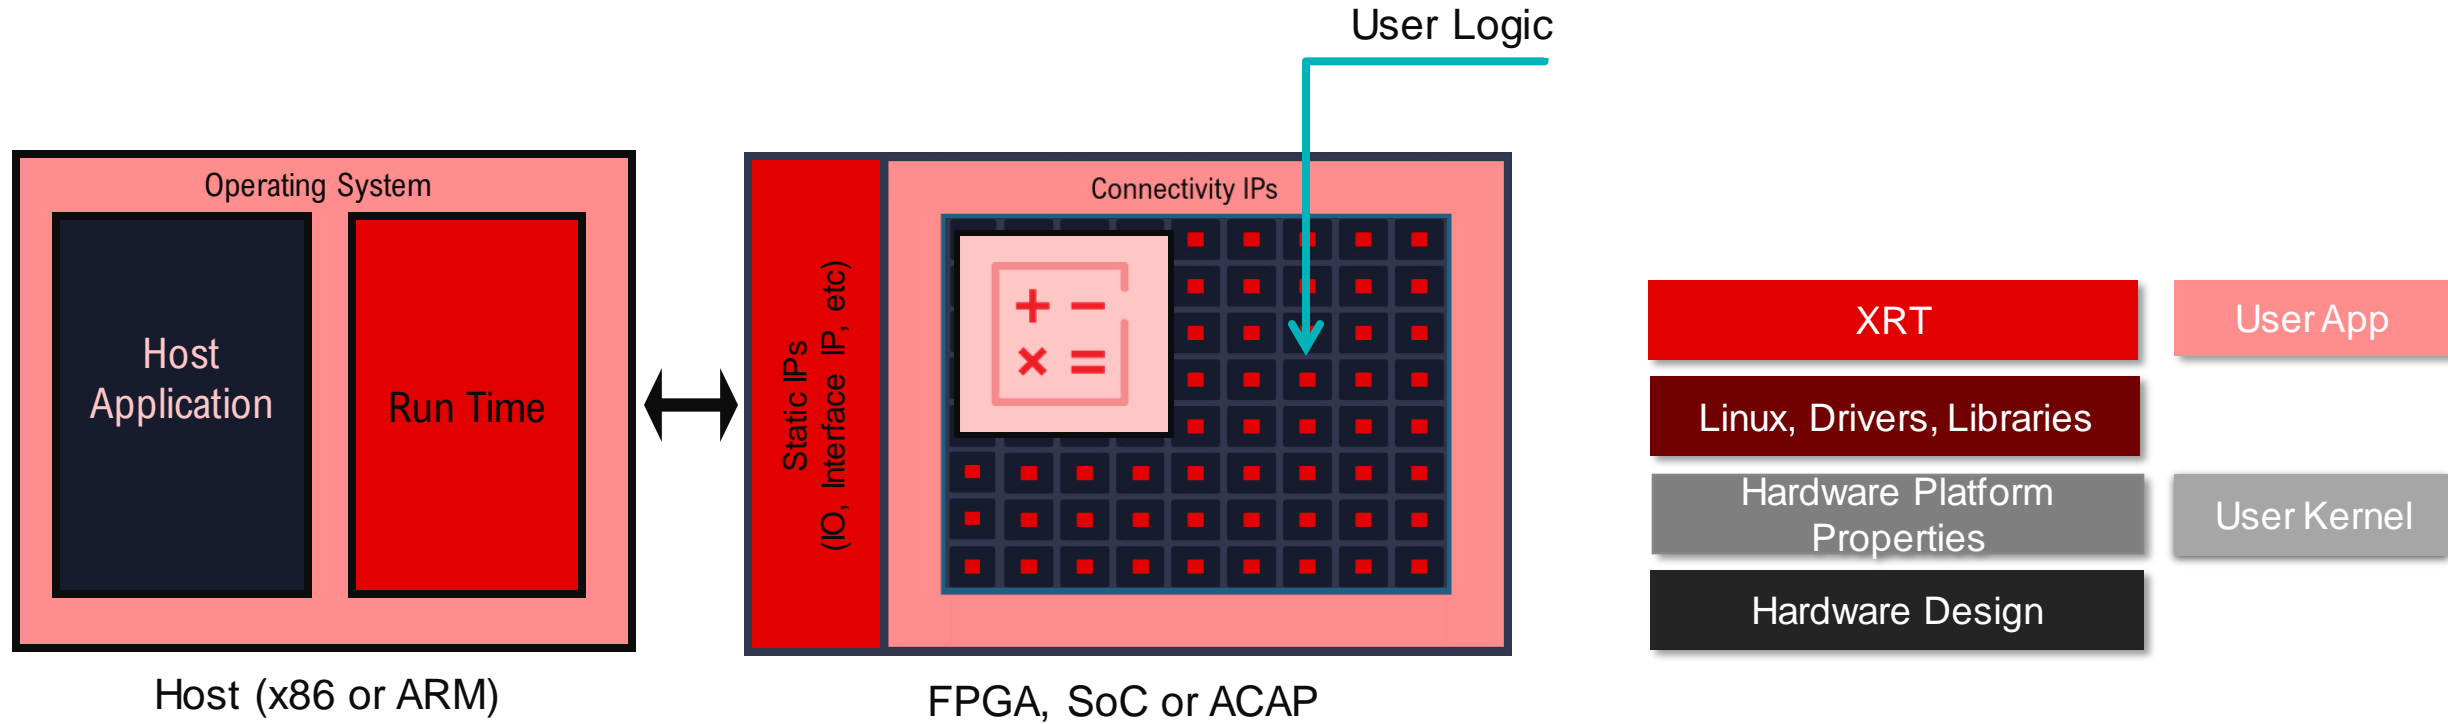 User Logic
Operating System
Host
Application
Run Time
Host (x86 or ARM)
Static IPs
(IO, Interface IP, etc)
Connectivity IPs
+ −
× =
FPGA, SoC or ACAP
XRT
User App
Linux, Drivers, Libraries
Hardware Platform
Properties
User Kernel
Hardware Design